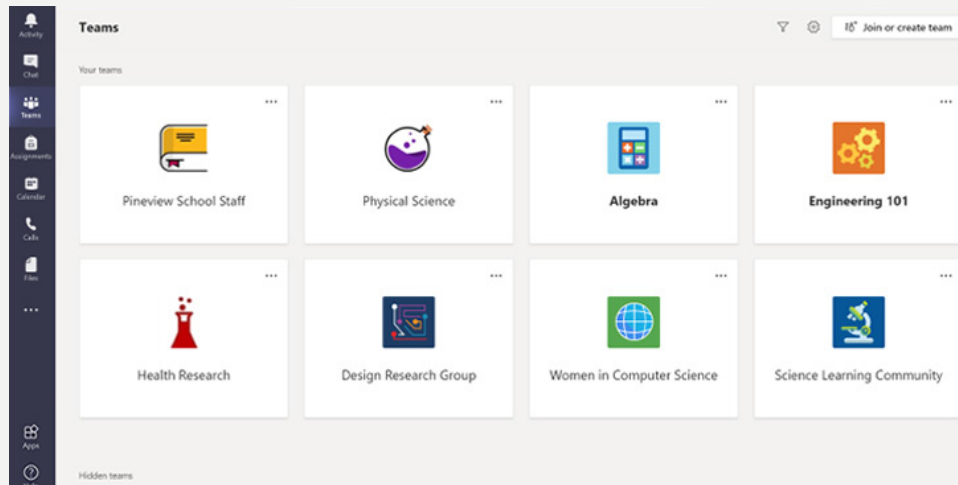 Activity
Teams
Join or create team
Chat
Your teams
Teams
Assignments
Pineview School Staff
Physical Science
Algebra
Engineering 101
Calendar
Calls
Files
Health Research
Design Research Group
Women in Computer Science
Science Learning Community
Apps
Hidden teams